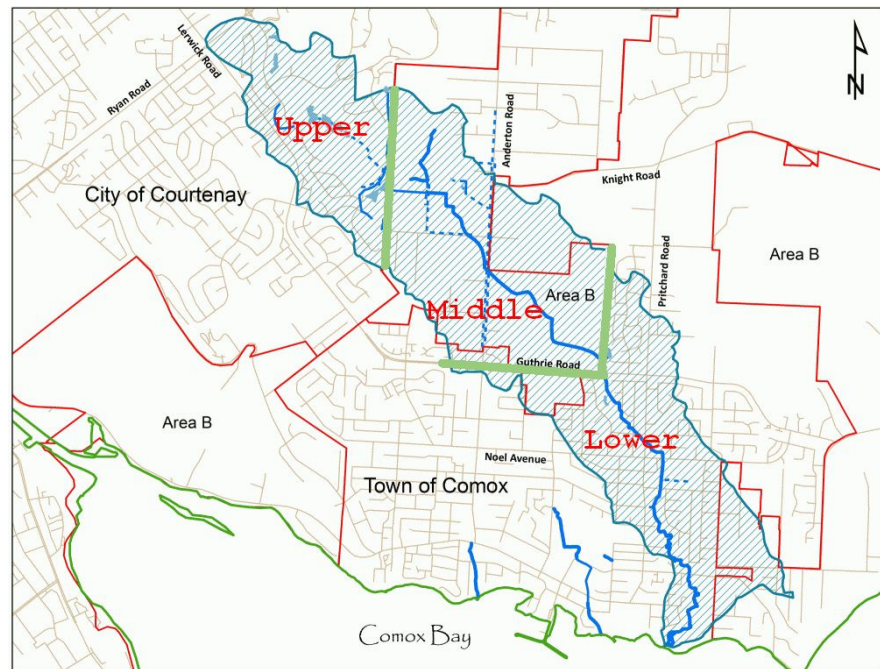 Lerwick Road
Ryan Road
Upper
Anderton Road
N
Knight Road
City of Courtenay
Pritchard Road
Area B
Area B
Middle
Guthrie Road
Area B
Lower
Noel Avenue
Town of Comox
Comox Bay